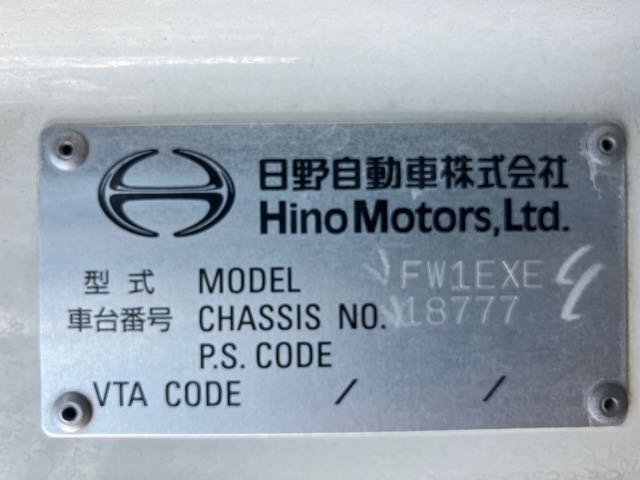 日野自動車株式会社
Hino Motors, Ltd.
型式 MODEL FW1EXE
車台番号 CHASSIS NO. 18777
P.S. CODE
VTA CODE / /